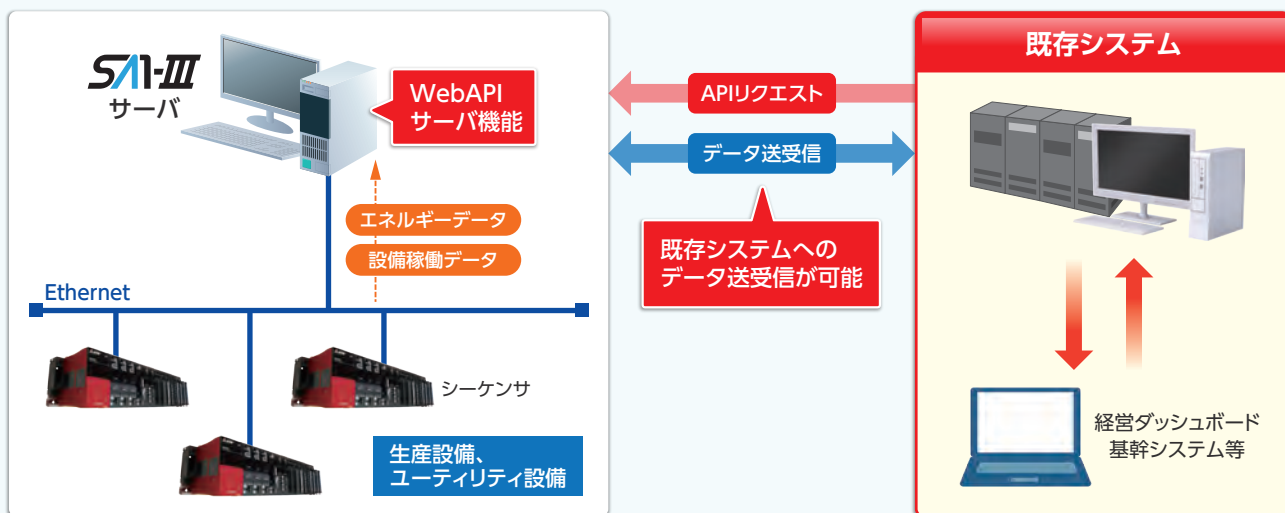 SA1-III
サーバ
WebAPI
サーバ機能
エネルギーデータ
設備稼働データ
Ethernet
シーケンサ
生産設備、
ユーティリティ設備
APIリクエスト
データ送受信
既存システムへの
データ送受信が可能
既存システム
経営ダッシュボード
基幹システム等